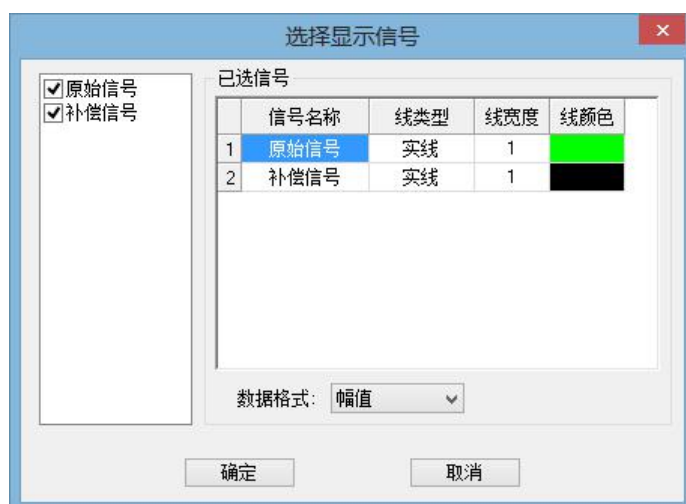 选择显示信号
原始信号
补偿信号
已选信号
信号名称 线类型 线宽度 线颜色
1 原始信号 实线 1
2 补偿信号 实线 1
数据格式: 幅值
确定 取消